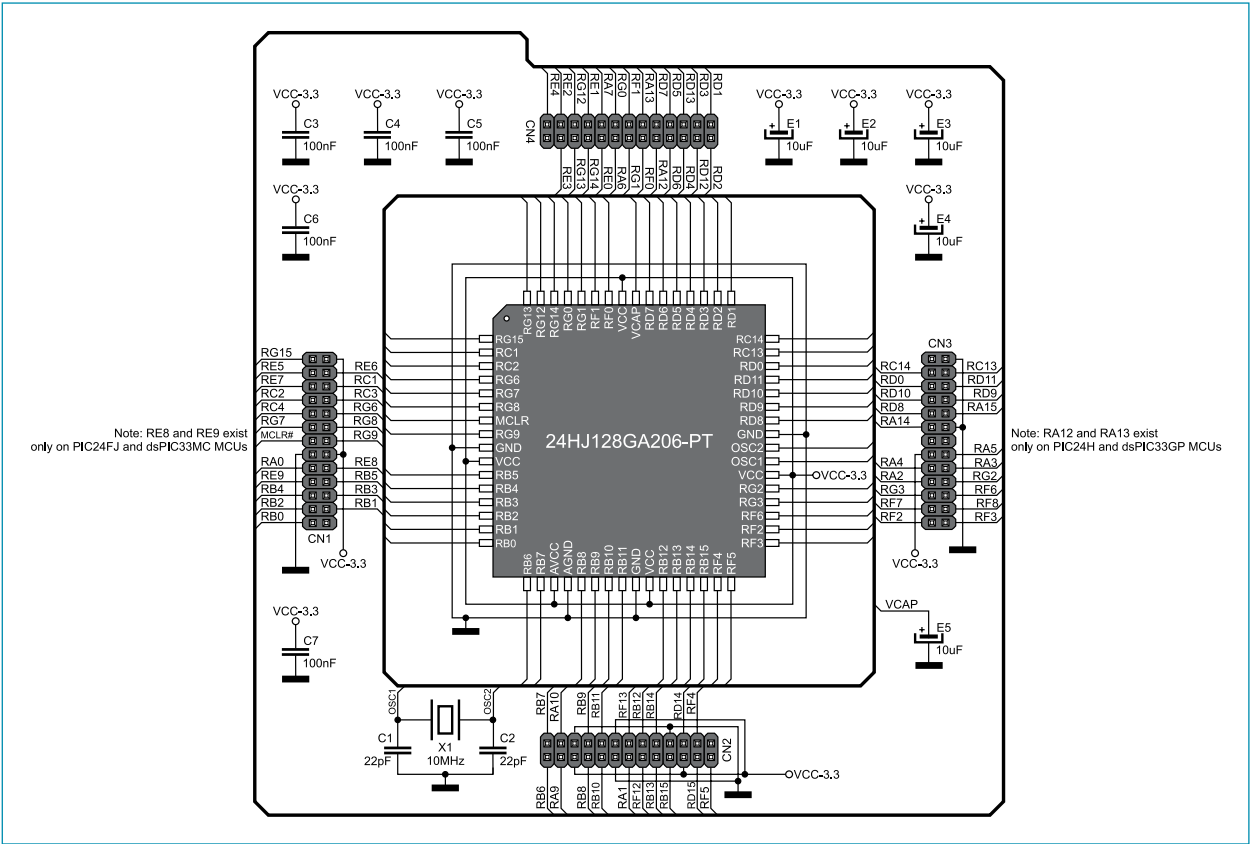 RE4
RE2
RG12
RE1
RA7
RG0
RF1
RA13
RD7
RD5
RD13
RD3
RD1
VCC-3.3
VCC-3.3
VCC-3.3
VCC-3.3
VCC-3.3
VCC-3.3
C3
100nF
C4
100nF
C5
100nF
CN4
E1
10uF
E2
10uF
E3
10uF
RE3
RG13
RG14
RE0
RA6
RG1
RF0
RA12
RD6
RD4
RD12
RD2
VCC-3.3
C6
100nF
VCC-3.3
E4
10uF
RG13
RG12
RG14
RG0
RG1
RF1
RF0
VCC
VCAP
RD7
RD6
RD5
RD4
RD3
RD2
RD1
RG15
RC1
RC2
RG6
RG7
RG8
MCLR
RG9
GND
VCC
RB5
RB4
RB3
RB2
RB1
RB0
24HJ128GA206-PT
RC14
RC13
RD0
RD11
RD10
RD9
RD8
GND
OSC2
OSC1
VCC
RG2
RG3
RF6
RF2
RF3
VCC-3.3
RB6
RB7
AVCC
AGND
RB8
RB9
RB10
RB11
GND
VCC
RB12
RB13
RB14
RB15
RF4
RF5
RG15
RE5
RE7
RC2
RC4
RG7
MCLR#
RA0
RE9
RB4
RB2
RB0
RE6
RC1
RC3
RG6
RG8
RG9
RE8
RB5
RB3
RB1
CN1
VCC-3.3
Note: RE8 and RE9 exist
only on PIC24FJ and dsPIC33MC MCUs
CN3
RC14
RD0
RD10
RD8
RA14
RA4
RA2
RG3
RF7
RF2
RC13
RD11
RD9
RA15
RA5
RA3
RG2
RF6
RF8
RF3
VCC-3.3
Note: RA12 and RA13 exist
only on PIC24H and dsPIC33GP MCUs
VCC-3.3
C7
100nF
VCAP
E5
10uF
OSC1
OSC2
C1
22pF
X1
10MHz
C2
22pF
RB7
RA10
RB9
RB11
RF13
RB12
RB14
RD14
RF4
CN2
VCC-3.3
RB6
RA9
RB8
RB10
RA1
RF12
RB13
RB15
RD15
RF5